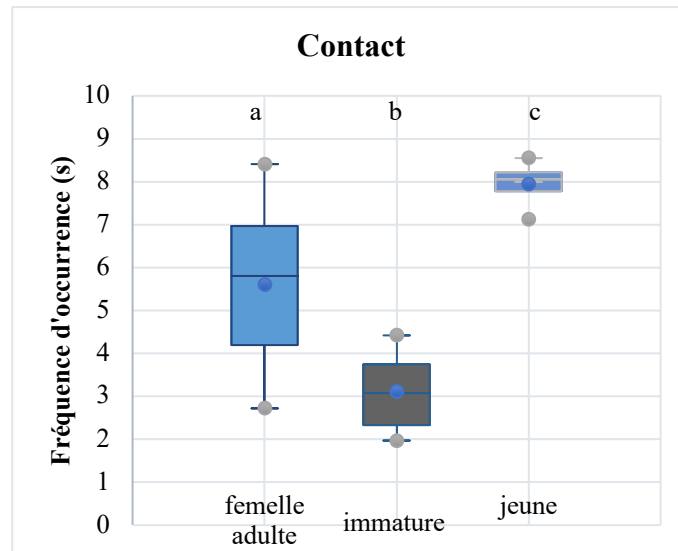 Contact
Fréquence d'occurrence (s)
10
9
8
7
6
5
4
3
2
1
0
a
b
c
femelle
adulte
immature
jeune